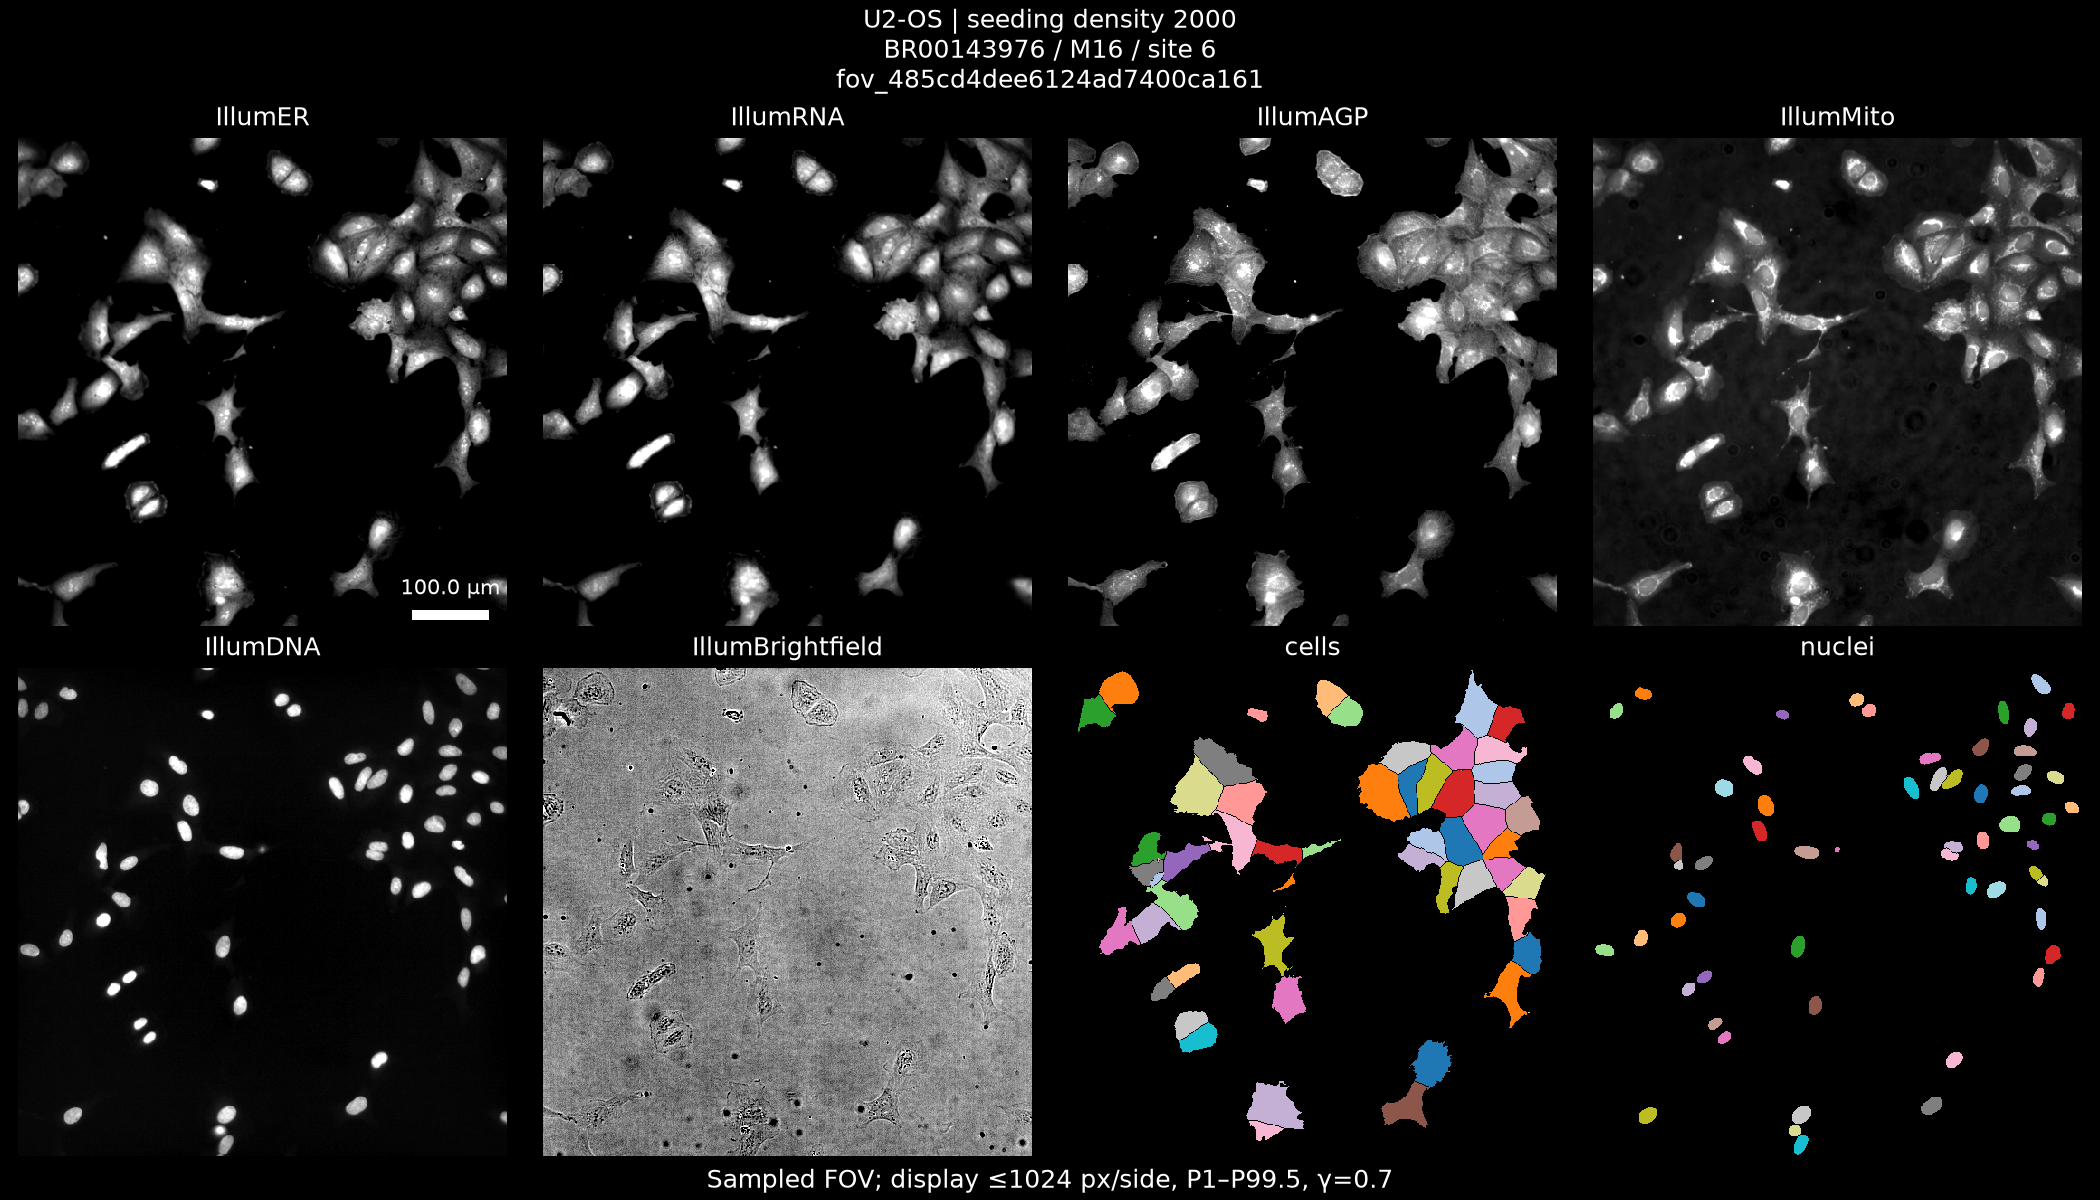 U2-OS | seeding density 2000
BR00143976 / M16 / site 6
fov_485cd4dee6124ad7400ca161
IllumER
IllumRNA
IllumAGP
IllumMito
100.0 µm
IllumDNA
IllumBrightfield
cells
nuclei
Sampled FOV; display ≤1024 px/side, P1–P99.5, γ=0.7